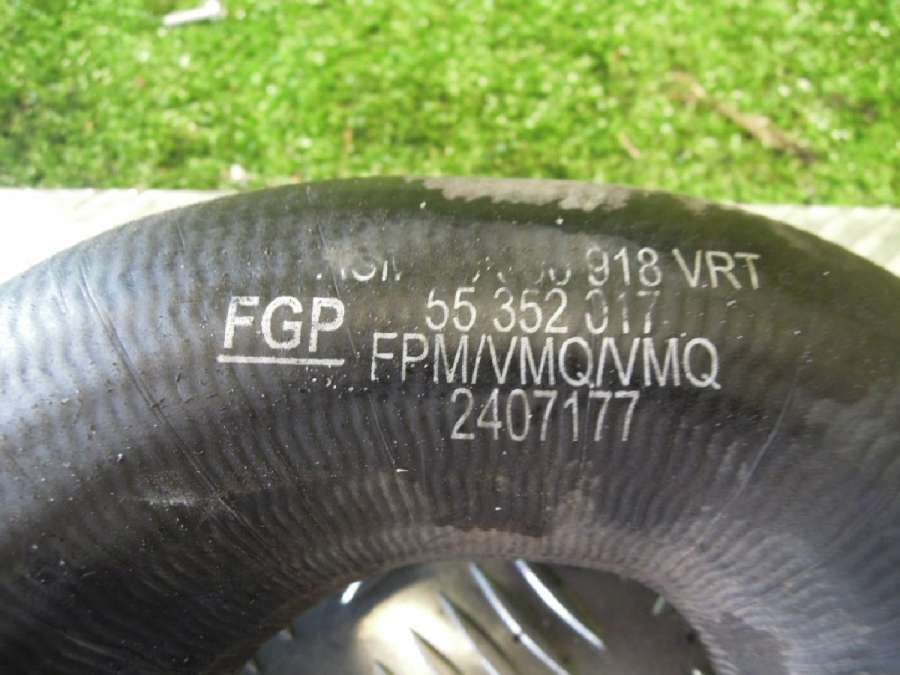 918 VRT
FGP 55 352 017
FPM/VMQ/VMQ
2407177